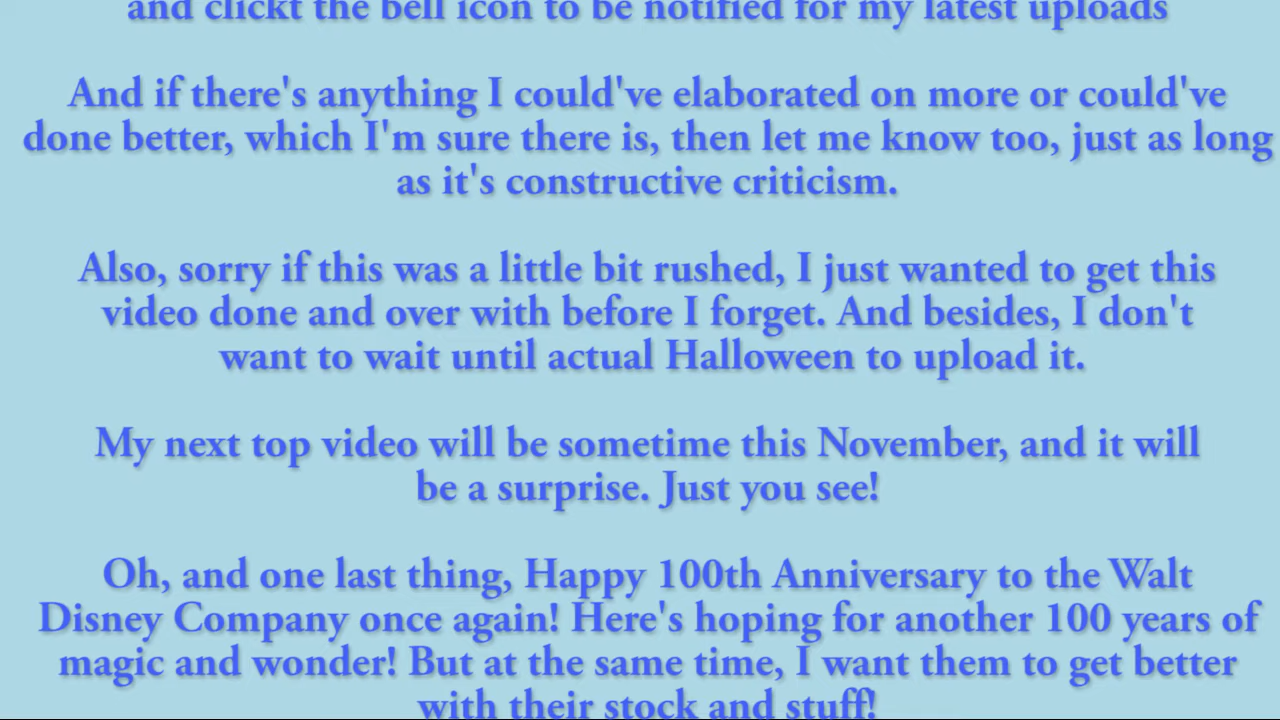 and clickt the bell icon to be notified for my latest uploads
And if there's anything I could've elaborated on more or could've
done better, which I'm sure there is, then let me know too, just as long
as it's constructive criticism.
Also, sorry if this was a little bit rushed, I just wanted to get this
video done and over with before I forget. And besides, I don't
want to wait until actual Halloween to upload it.
My next top video will be sometime this November, and it will
be a surprise. Just you see!
Oh, and one last thing, Happy 100th Anniversary to the Walt
Disney Company once again! Here's hoping for another 100 years of
magic and wonder! But at the same time, I want them to get better
with their stock and stuff!